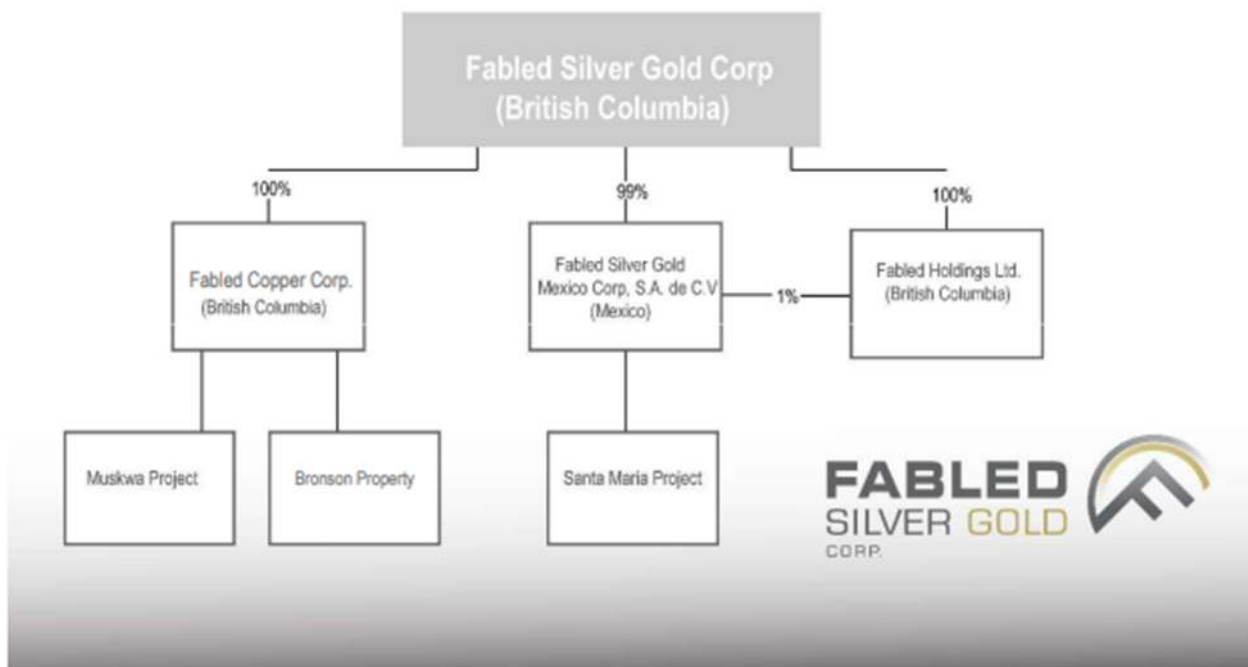 Fabled Silver Gold Corp
(British Columbia)
100%
99%
100%
Fabled Copper Corp.
(British Columbia)
Fabled Silver Gold
Mexico Corp, S.A. de C.V
(Mexico)
1%
Fabled Holdings Ltd.
(British Columbia)
Muskwa Project
Bronson Property
Santa Maria Project
FABLED
SILVER GOLD
CORP.